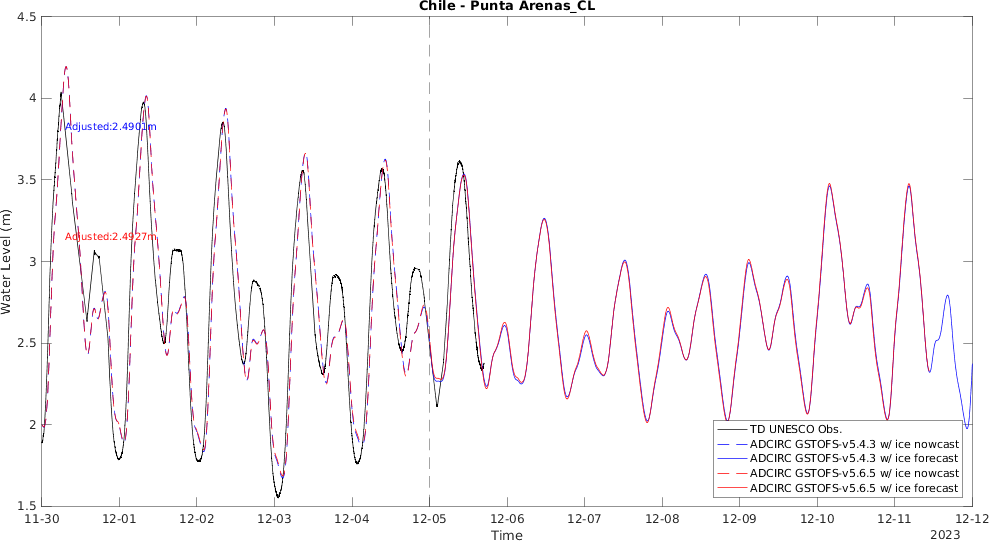 Chile - Punta Arenas_CL
4.5
4
3.5
3
2.5
2
1.5
Water Level (m)
Adjusted:2.4901m
Adjusted:2.4927m
TD UNESCO Obs.
ADCIRC GSTOFS-v5.4.3 w/ ice nowcast
ADCIRC GSTOFS-v5.4.3 w/ ice forecast
ADCIRC GSTOFS-v5.6.5 w/ ice nowcast
ADCIRC GSTOFS-v5.6.5 w/ ice forecast
11-30 12-01 12-02 12-03 12-04 12-05 12-06 12-07 12-08 12-09 12-10 12-11 12-12
Time
2023